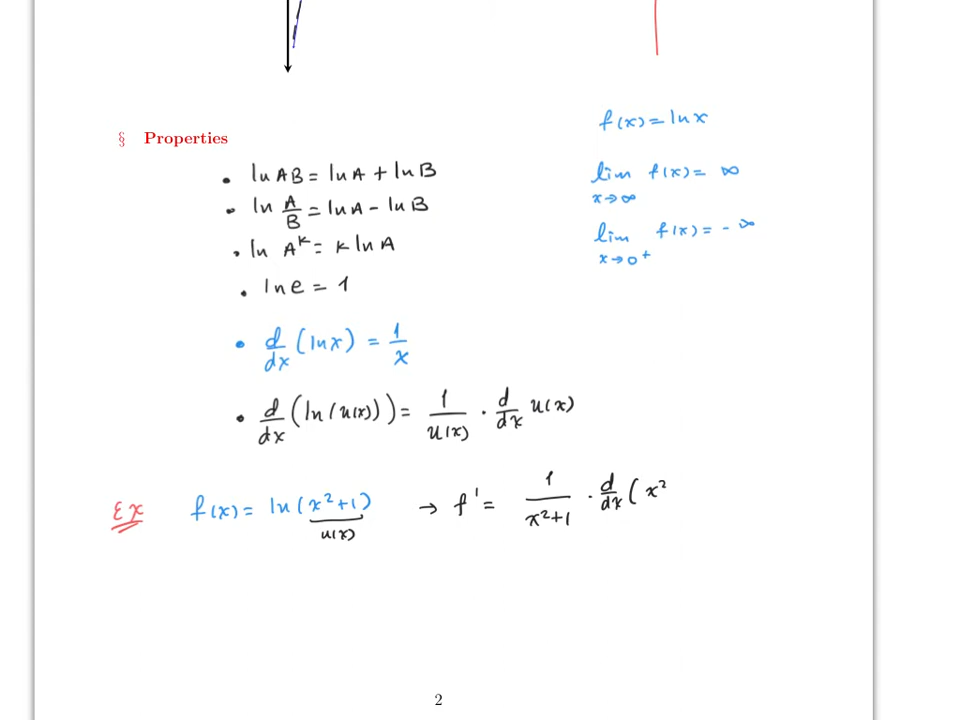 f(x) = ln x
§ Properties
• ln AB = ln A + ln B
lim f(x) = ∞
x→∞
• ln A/B = ln A - ln B
lim f(x) = - ∞
x→0⁺
• ln Aᴷ = K ln A
• ln e = 1
• d/dx (ln x) = 1/x
• d/dx (ln(u(x))) = 1/u(x) · d/dx u(x)
Ex f(x) = ln(x²+1) → f' = 1/x²+1 · d/dx (x²
u(x)
2